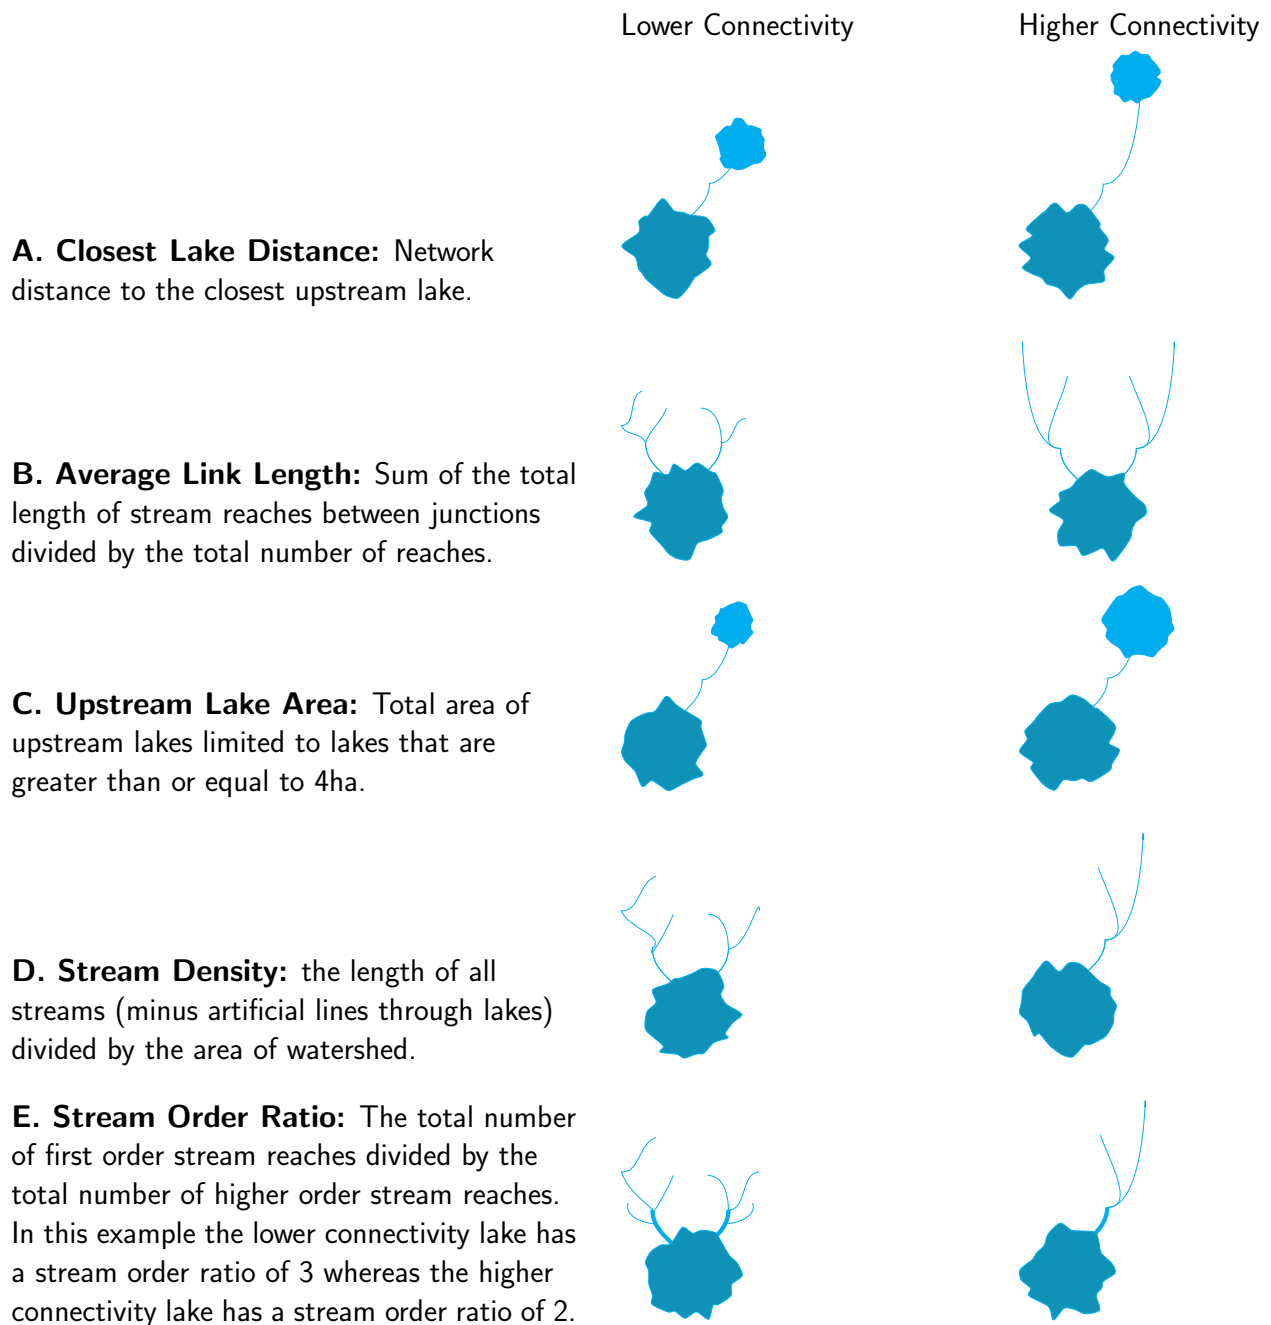 Lower Connectivity
Higher Connectivity
A. Closest Lake Distance: Network
distance to the closest upstream lake.
B. Average Link Length: Sum of the total
length of stream reaches between junctions
divided by the total number of reaches.
C. Upstream Lake Area: Total area of
upstream lakes limited to lakes that are
greater than or equal to 4ha.
D. Stream Density: the length of all
streams (minus artificial lines through lakes)
divided by the area of watershed.
E. Stream Order Ratio: The total number
of first order stream reaches divided by the
total number of higher order stream reaches.
In this example the lower connectivity lake has
a stream order ratio of 3 whereas the higher
connectivity lake has a stream order ratio of 2.